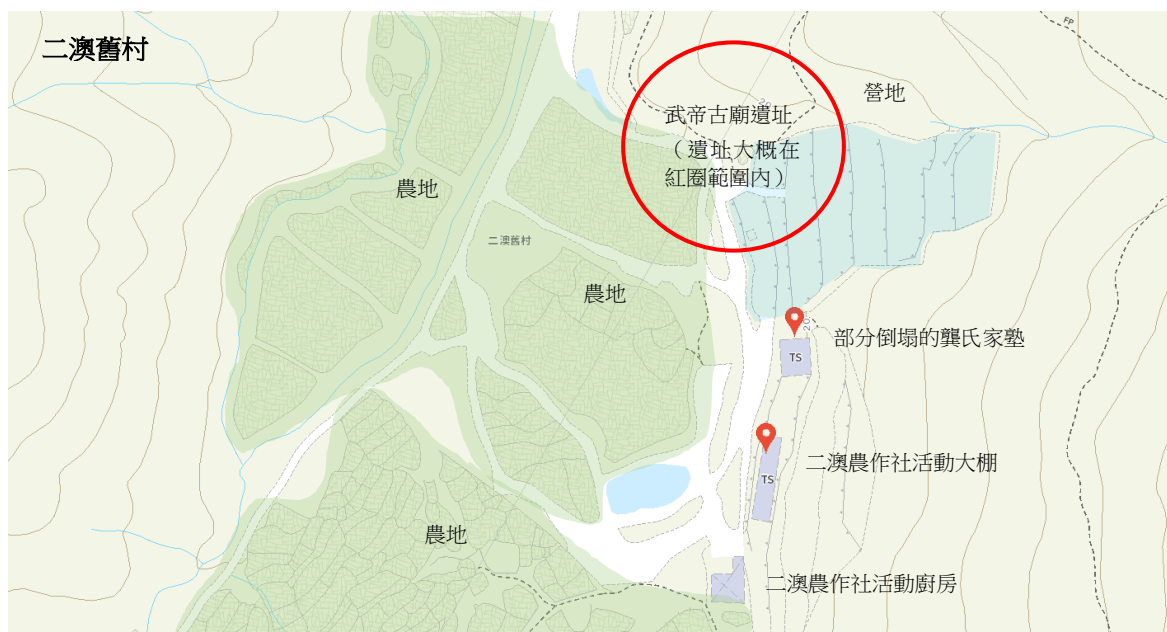 二澳舊村
FP
營地
20
武帝古廟遺址
（遺址大概在
紅圈範圍內）
農地
二澳舊村
農地
20
部分倒塌的龔氏家塾
TS
二澳農作社活動大棚
TS
農地
二澳農作社活動廚房